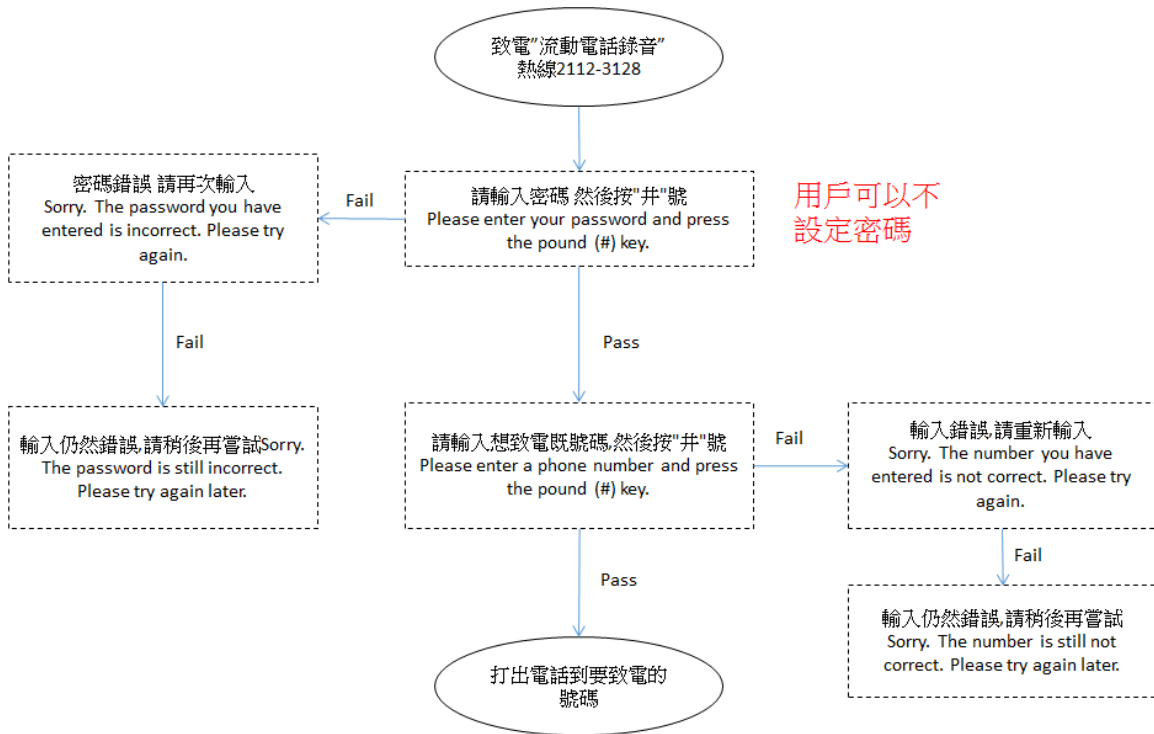 致電"流動電話錄音"
熱線2112-3128
密碼錯誤 請再次輸入
Sorry. The password you have
entered is incorrect. Please try
again.
Fail
請輸入密碼 然後按"井"號
Please enter your password and press
the pound (#) key.
用戶可以不
設定密碼
Fail
Pass
輸入仍然錯誤,請稍後再嘗試Sorry.
The password is still incorrect.
Please try again later.
請輸入想致電既號碼,然後按"井"號
Please enter a phone number and press
the pound (#) key.
Fail
輸入錯誤,請重新輸入
Sorry. The number you have
entered is not correct. Please try
again.
Pass
Fail
輸入仍然錯誤,請稍後再嘗試
Sorry. The number is still not
correct. Please try again later.
打出電話到要致電的
號碼